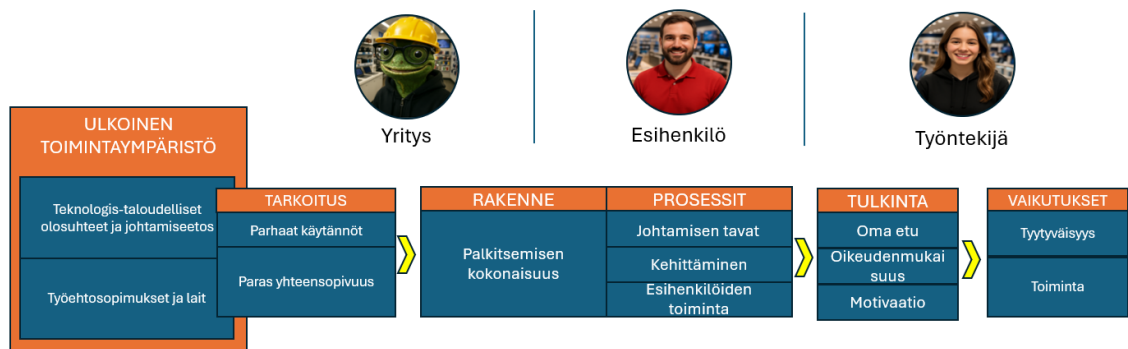 Yritys
Esihenkilö
Työntekijä
ULKOINEN
TOIMINTAYMPÄRISTÖ
Teknologis-taloudelliset
olosuhteet ja johtamiseetos
Työehtosopimukset ja lait
TARKOITUS
Parhaat käytännöt
Paras yhteensopivuus
RAKENNE
Palkitsemisen
kokonaisuus
PROSESSIT
Johtamisen tavat
Kehittäminen
Esihenkilöiden
toiminta
TULKINTA
Oma etu
Oikeudenmukai
suus
Motivaatio
VAIKUTUKSET
Tyytyväisyys
Toiminta